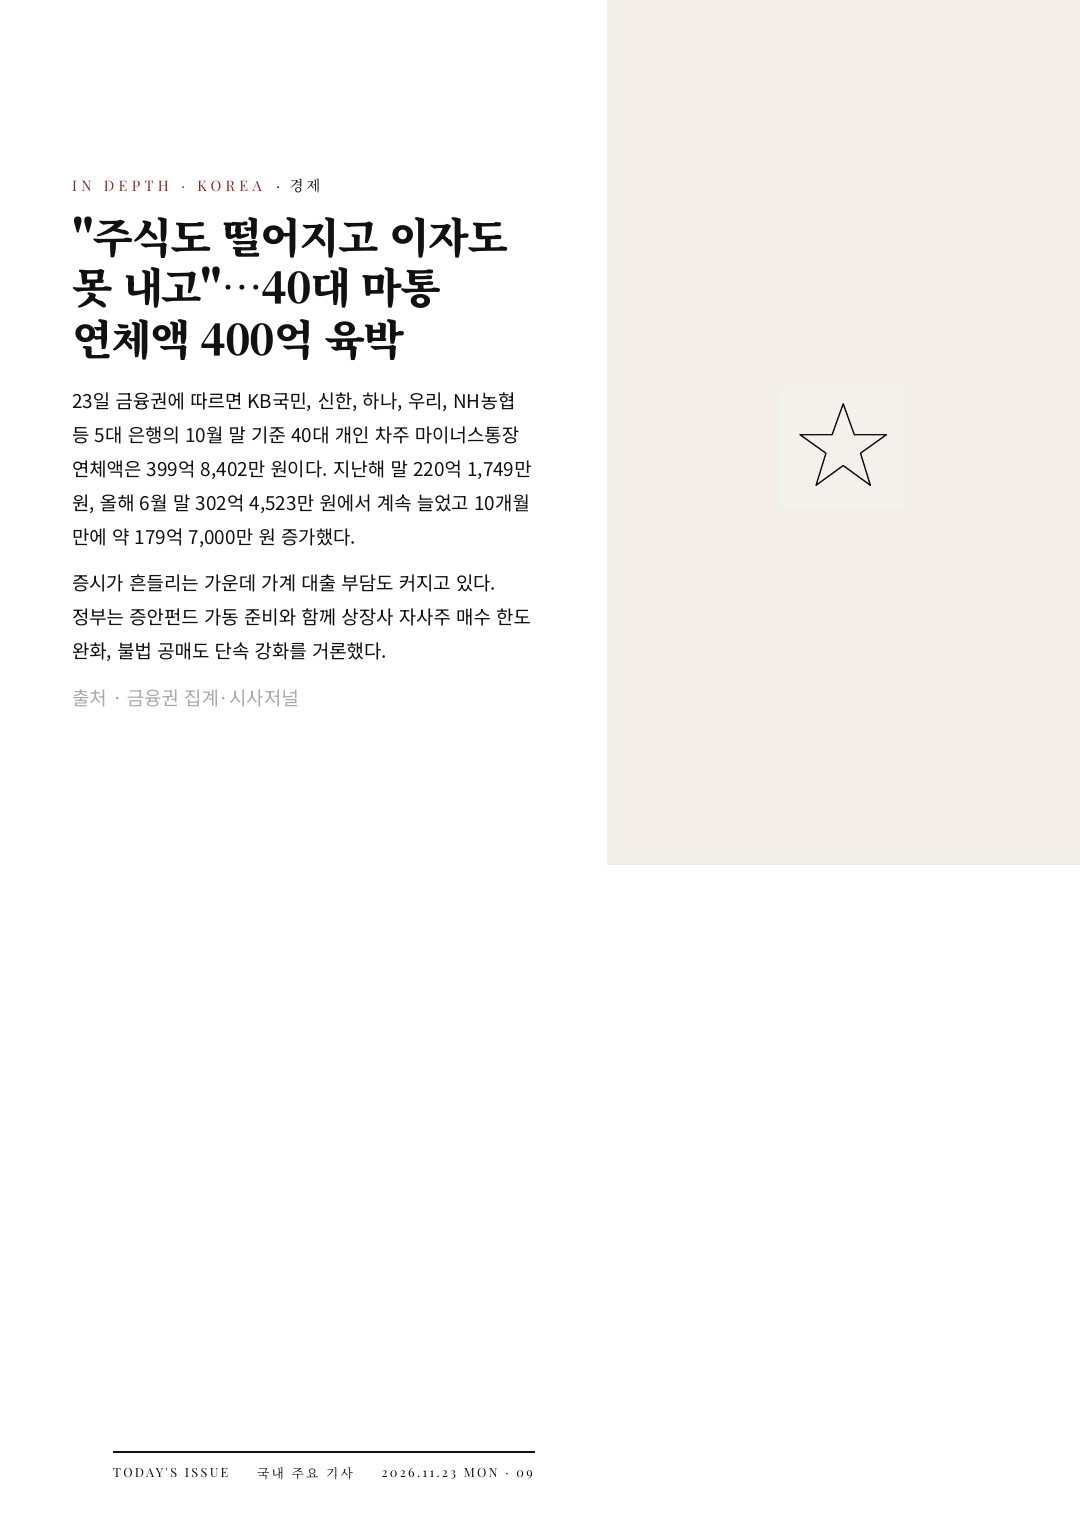 IN DEPTH · KOREA · 경제
"주식도 떨어지고 이자도
못 내고"…40대 마통
연체액 400억 육박
23일 금융권에 따르면 KB국민, 신한, 하나, 우리, NH농협
등 5대 은행의 10월 말 기준 40대 개인 차주 마이너스통장
연체액은 399억 8,402만 원이다. 지난해 말 220억 1,749만
원, 올해 6월 말 302억 4,523만 원에서 계속 늘었고 10개월
만에 약 179억 7,000만 원 증가했다.
증시가 흔들리는 가운데 가계 대출 부담도 커지고 있다.
정부는 증안펀드 가동 준비와 함께 상장사 자사주 매수 한도
완화, 불법 공매도 단속 강화를 거론했다.
출처 · 금융권 집계·시사저널
TODAY'S ISSUE 국내 주요 기사 2026.11.23 MON · 09